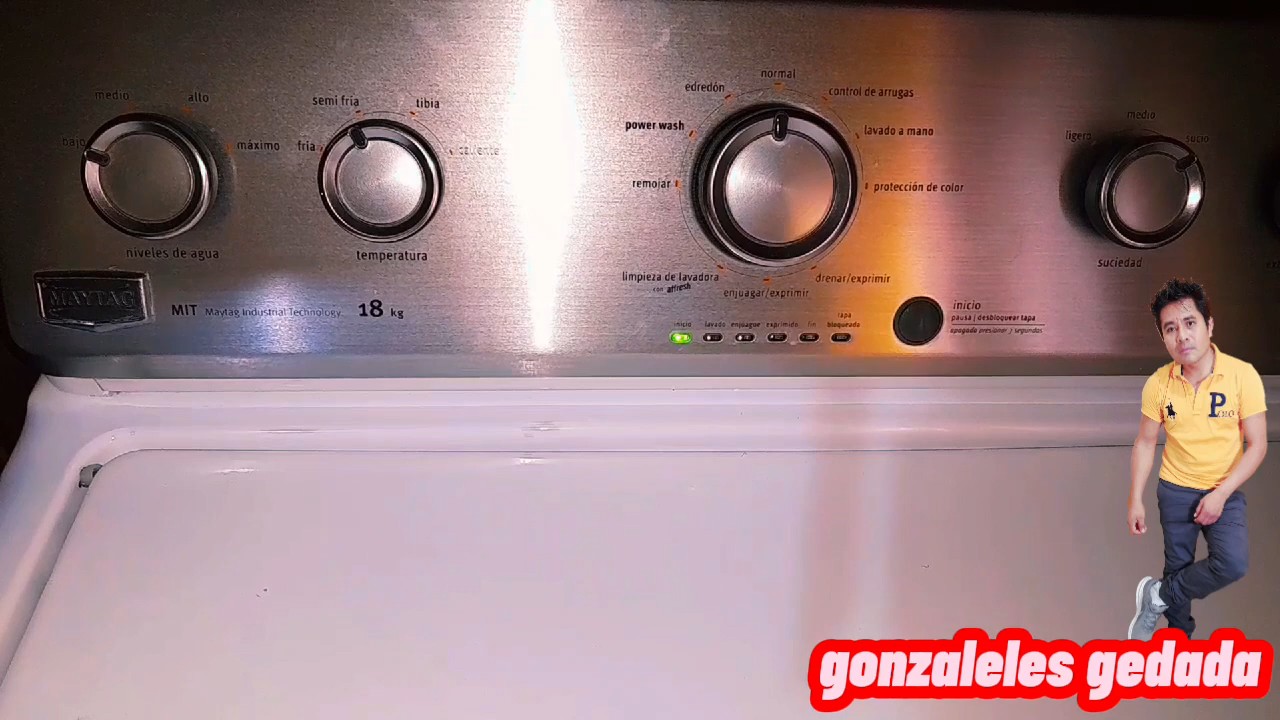 medio
alto
bajo
máximo
niveles de agua
semi fría
tibia
fría
caliente
temperatura
normal
edredón
control de arrugas
power wash
lavado a mano
remojar
protección de color
limpieza de lavadora
con affresh
drenar/exprimir
enjuagar/exprimir
medio
ligera
sucio
suciedad
MAYTAG
MIT Maytag Industrial Technology 18 kg
inicio
lavado
enjuague
exprimido
fin
tapa
bloqueada
inicio
pausa | desbloquear tapa
apagado presionar / segundos
P
POLO
gonzaleles gedada